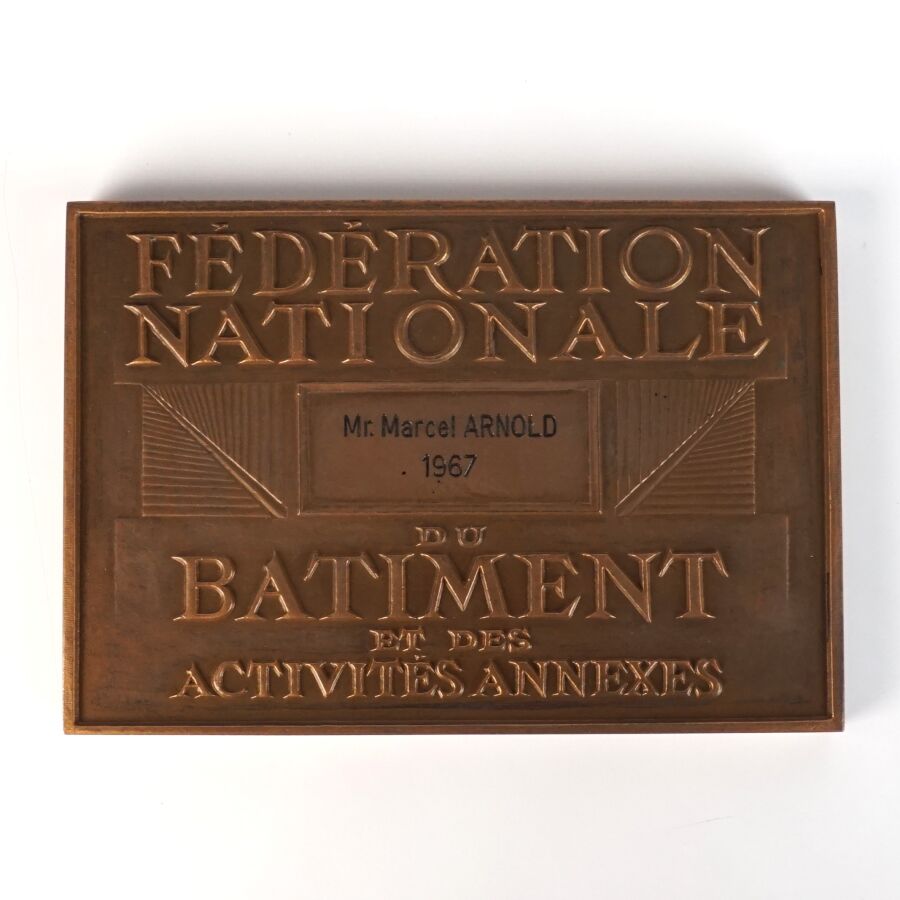 FÉDÉRATION
NATIONALE
Mr. Marcel ARNOLD
1967
DU
BATIMENT
ET DES
ACTIVITÉS ANNEXES